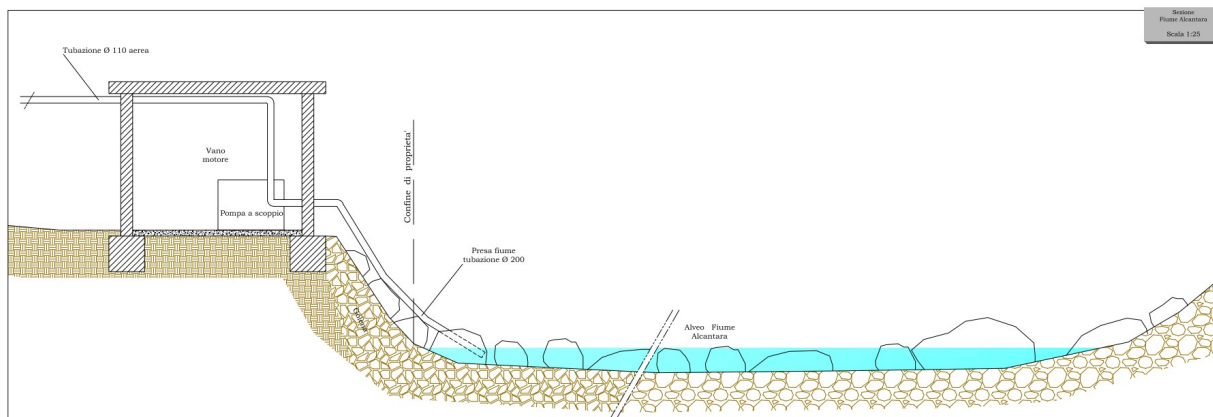 Sezione
Fiume Alcantara
Scala 1:25
Tubazione Ø 110 aerea
Vano
motore
Pompa a scoppio
Confine di proprieta'
Presa fiume
tubazione Ø 200
Alveo Fiume
Alcantara